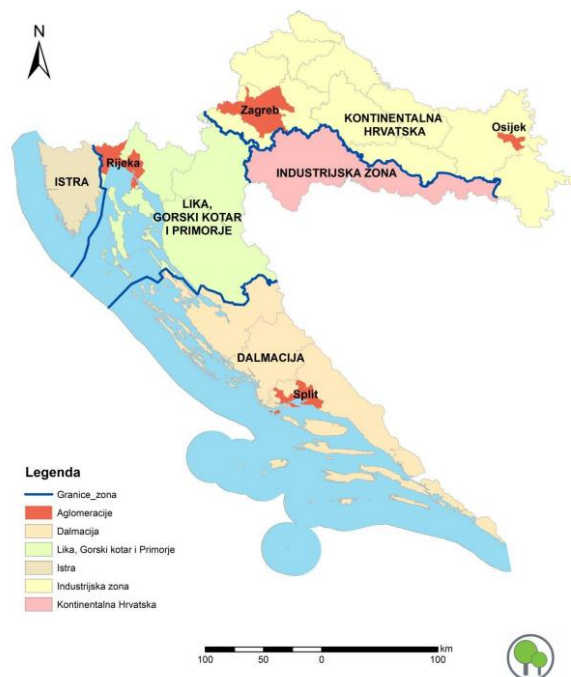 N
Zagreb
KONTINENTALNA
HRVATSKA
Osijek
Rijeka
INDUSTRIJSKA ZONA
ISTRA
LIKA,
GORSKI KOTAR
I PRIMORJE
DALMACIJA
Split
Legenda
Granice_zona
Aglomeracije
Dalmacija
Lika, Gorski kotar i Primorje
Istra
Industrijska zona
Kontinentalna Hrvatska
km
100 50 0 100